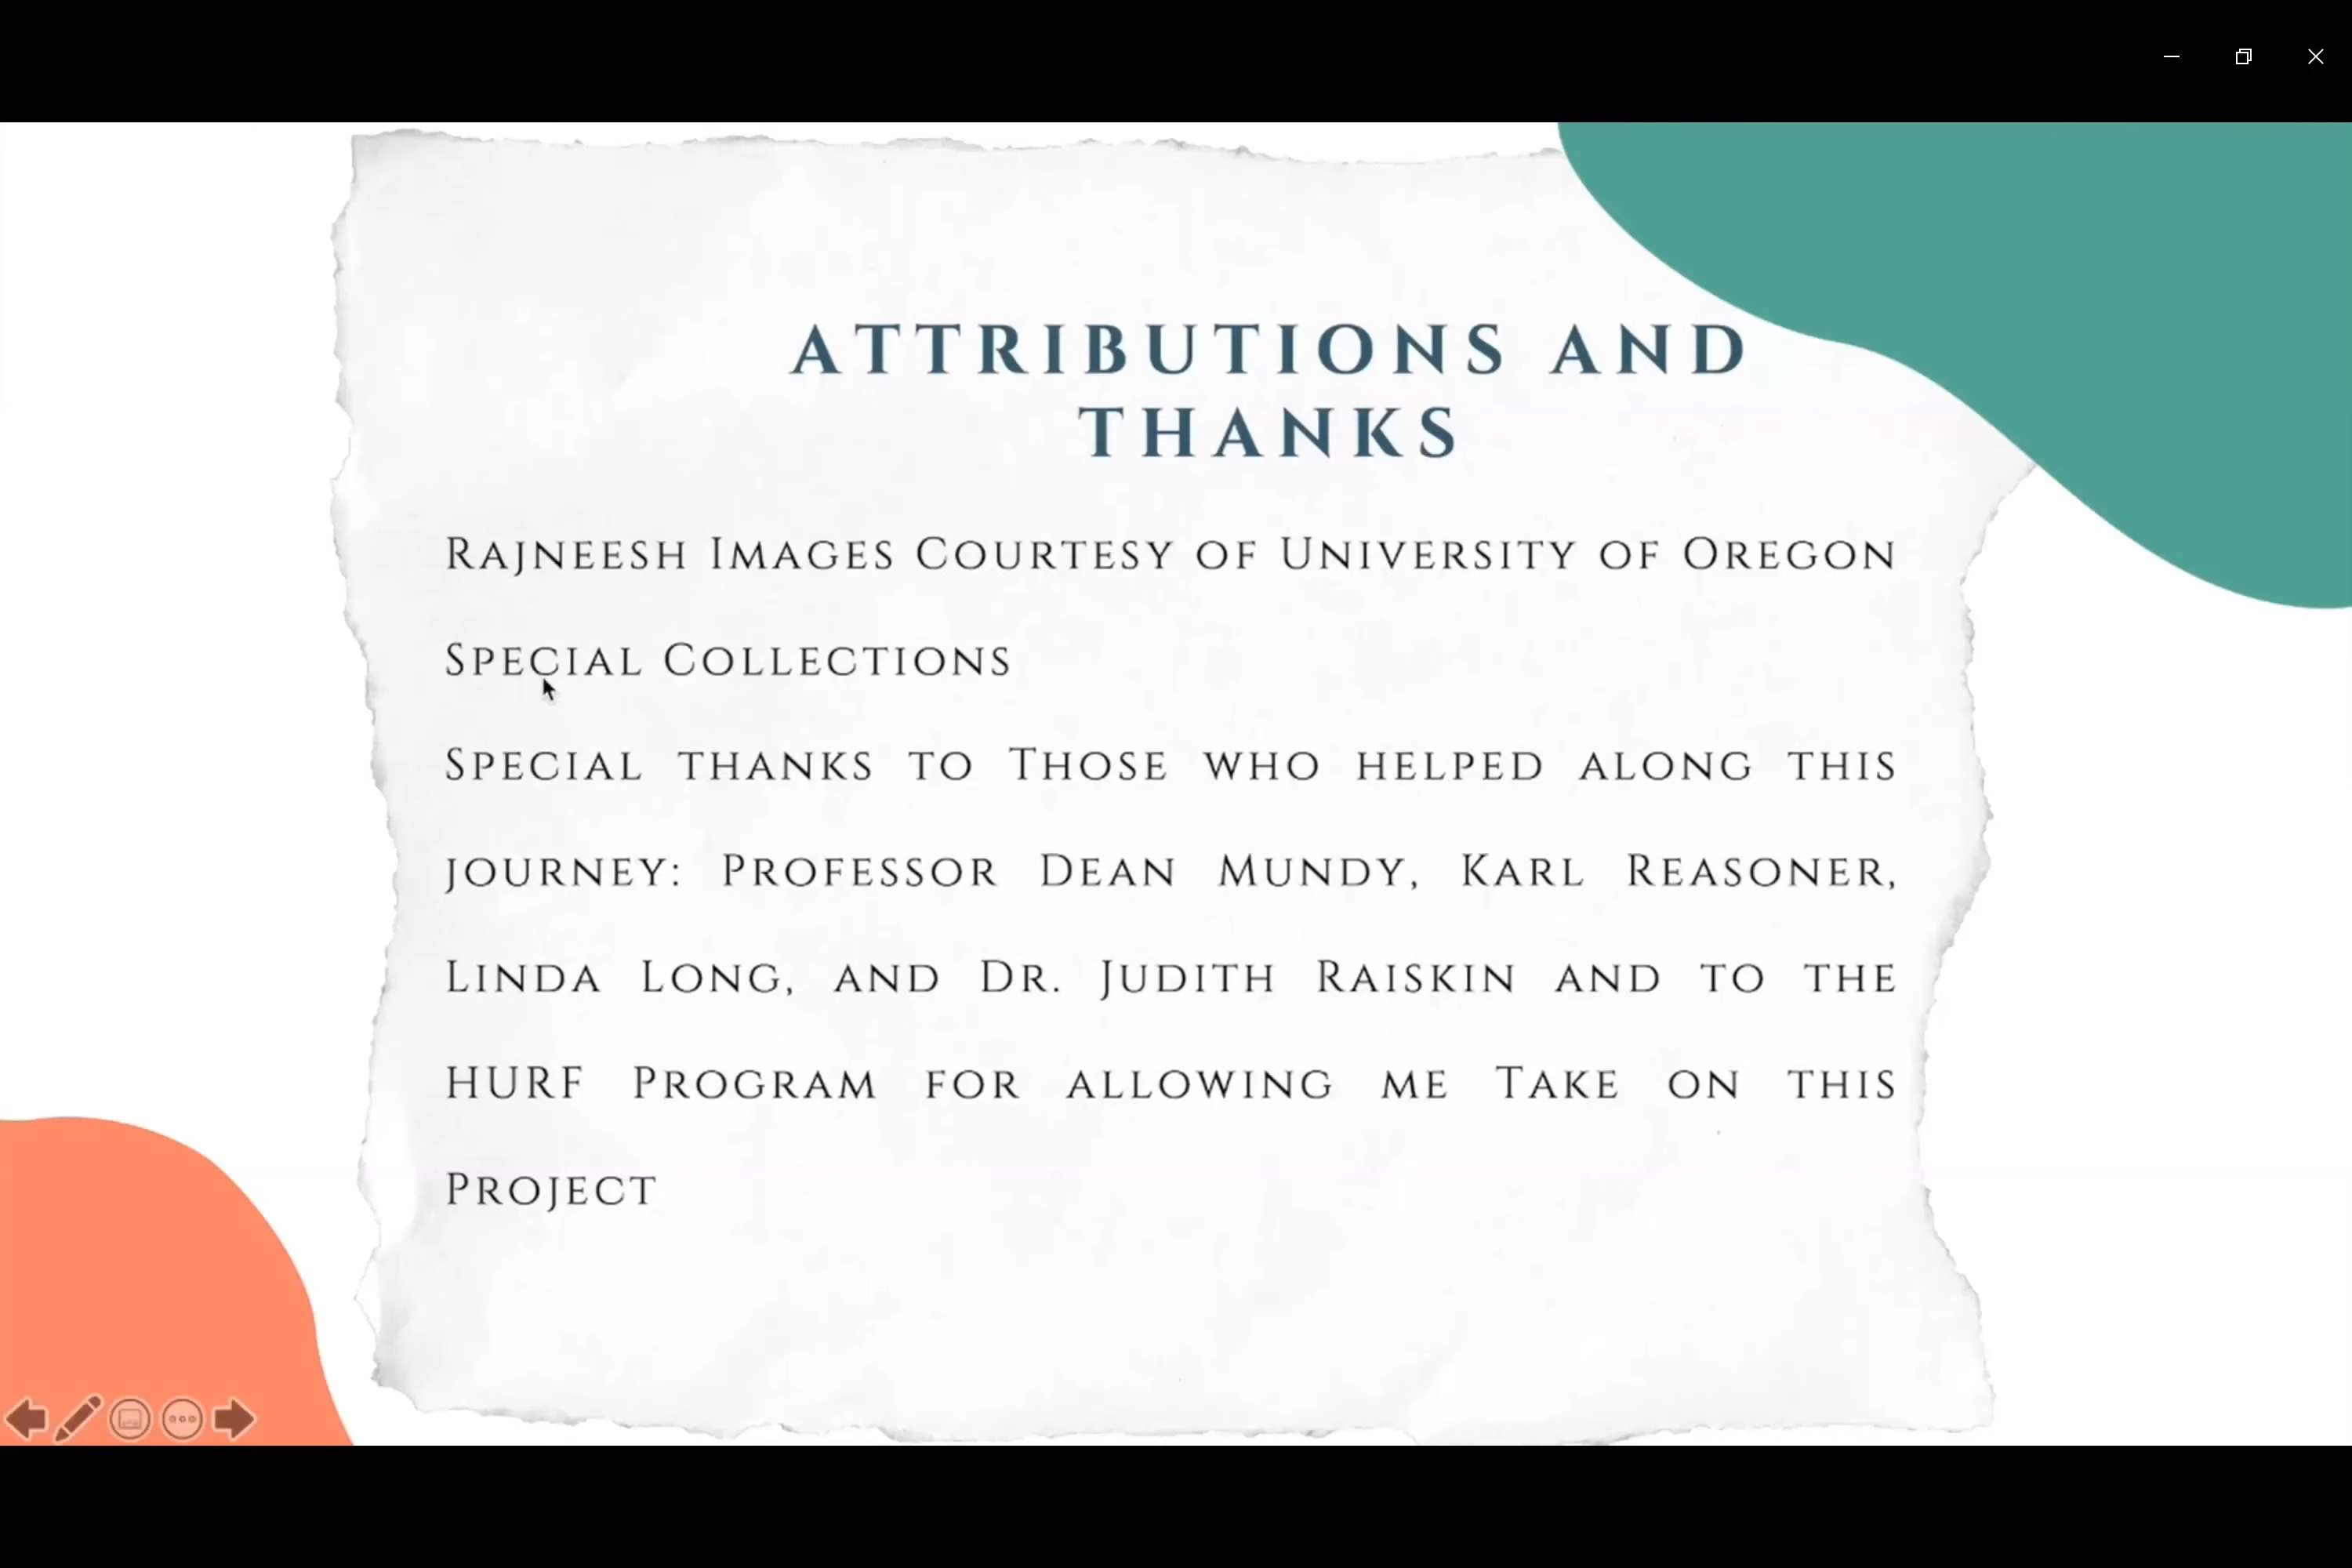 ATTRIBUTIONS AND
THANKS
Rajneesh Images Courtesy of University of Oregon
Special Collections
Special thanks to Those who helped along this
journey: Professor Dean Mundy, Karl Reasoner,
Linda Long, and Dr. Judith Raiskin and to the
HURF Program for allowing me Take on this
Project